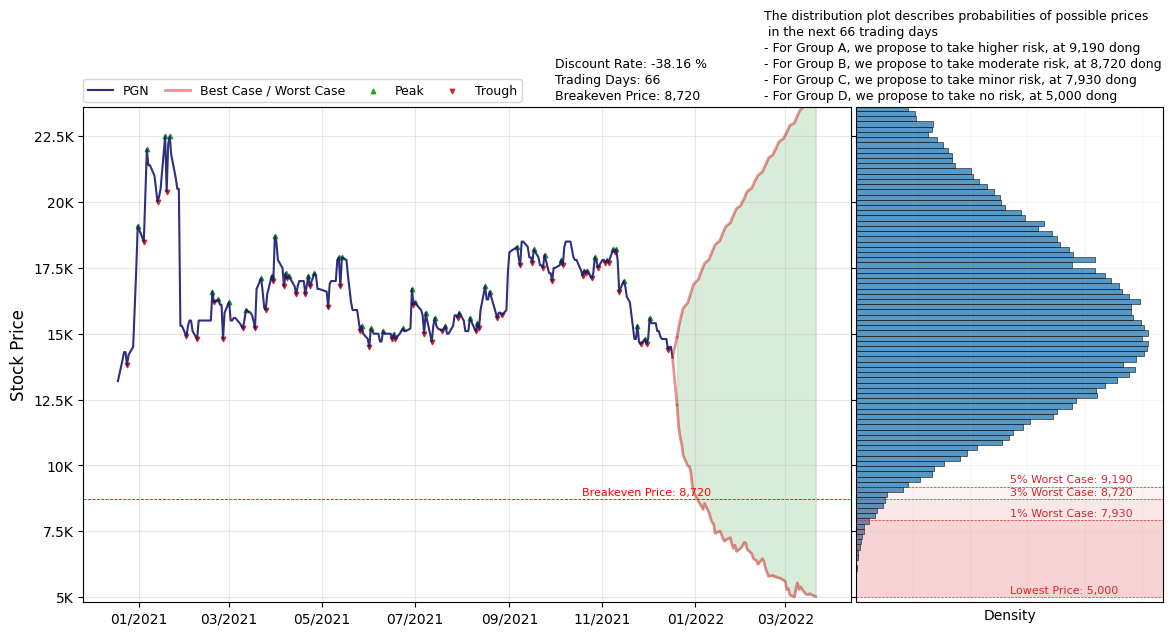 The distribution plot describes probabilities of possible prices
in the next 66 trading days
- For Group A, we propose to take higher risk, at 9,190 dong
- For Group B, we propose to take moderate risk, at 8,720 dong
- For Group C, we propose to take minor risk, at 7,930 dong
- For Group D, we propose to take no risk, at 5,000 dong
Discount Rate: -38.16 %
Trading Days: 66
Breakeven Price: 8,720
PGN
Best Case / Worst Case
Peak
Trough
Stock Price
22.5K
20K
17.5K
15K
12.5K
10K
7.5K
5K
Breakeven Price: 8,720
5% Worst Case: 9,190
3% Worst Case: 8,720
1% Worst Case: 7,930
Lowest Price: 5,000
01/2021
03/2021
05/2021
07/2021
09/2021
11/2021
01/2022
03/2022
Density